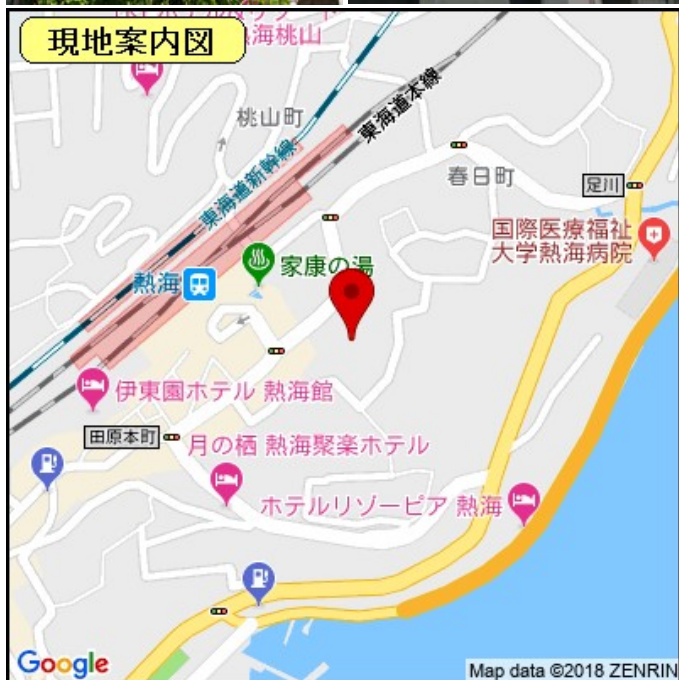 現地案内図
熱海桃山
桃山町
東海道本線
東海道新幹線
春日町
足川
国際医療福祉
大学熱海病院
家康の湯
熱海
伊東園ホテル 熱海館
田原本町
月の栖 熱海聚楽ホテル
ホテルリゾーピア 熱海
Google
Map data ©2018 ZENRIN